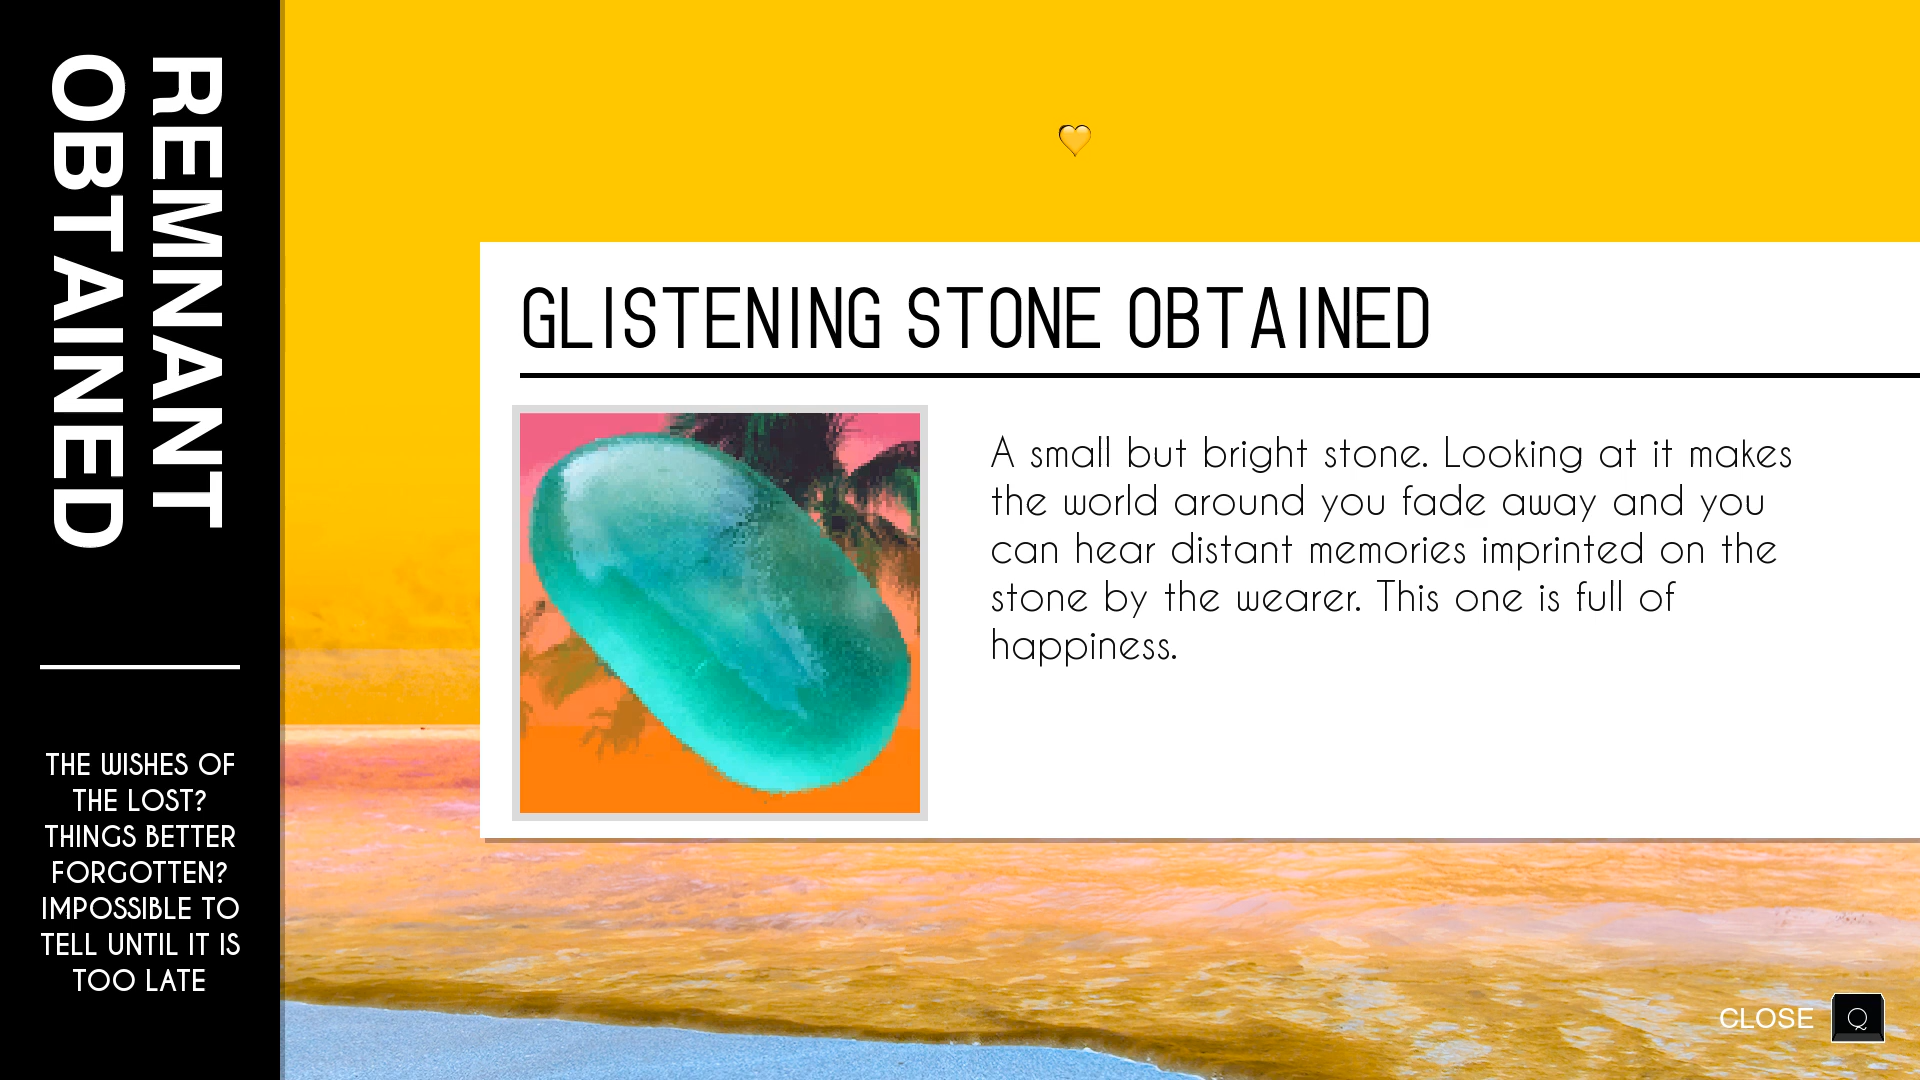 REMNANT
OBTAINED
THE WISHES OF
THE LOST?
THINGS BETTER
FORGOTTEN?
IMPOSSIBLE TO
TELL UNTIL IT IS
TOO LATE
GLISTENING STONE OBTAINED
A small but bright stone. Looking at it makes
the world around you fade away and you
can hear distant memories imprinted on the
stone by the wearer. This one is full of
happiness.
CLOSE Q